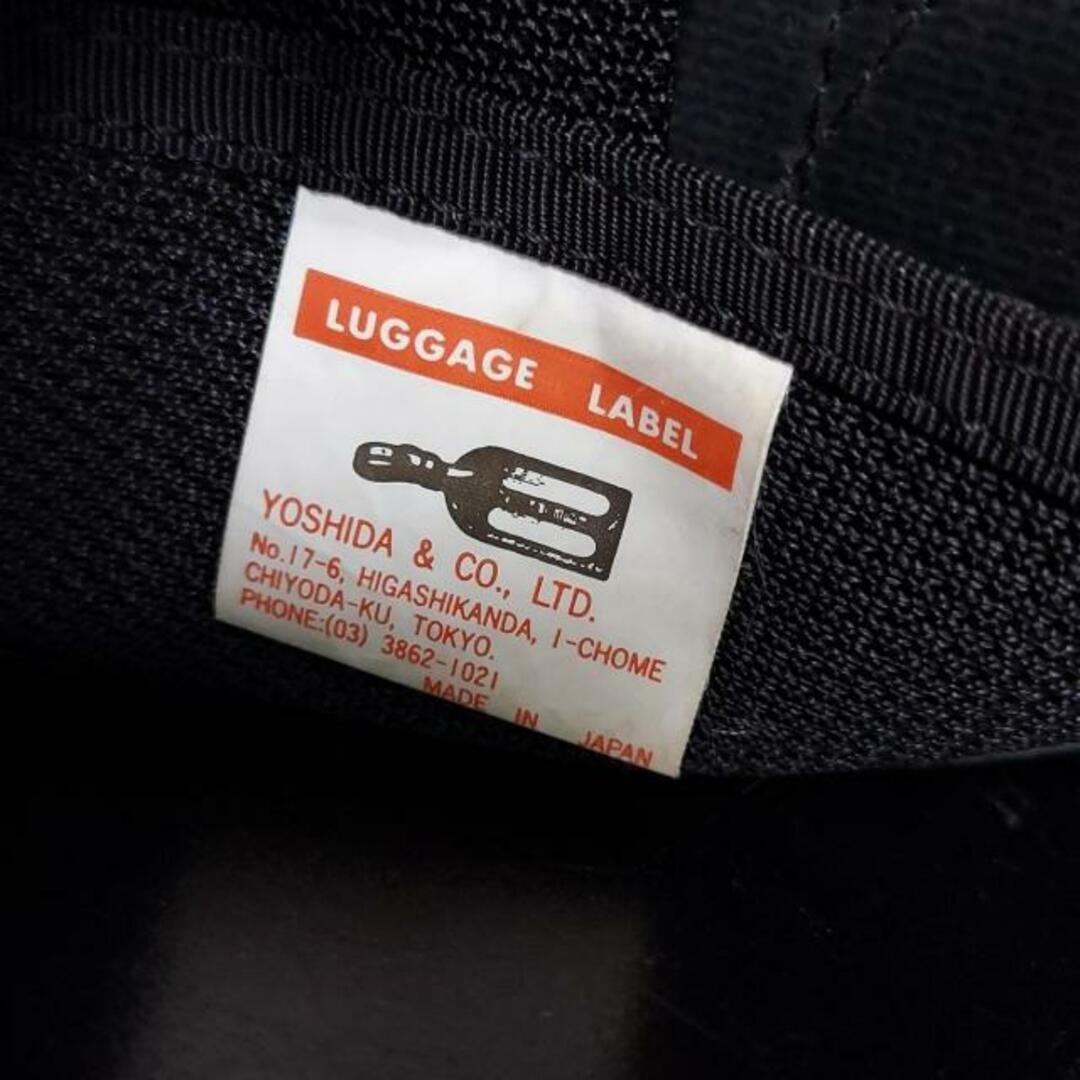 LUGGAGE LABEL
YOSHIDA & CO., LTD.
No.17-6, HIGASHIKANDA, 1-CHOME
CHIYODA-KU, TOKYO.
PHONE:(03) 3862-1021
MADE IN JAPAN